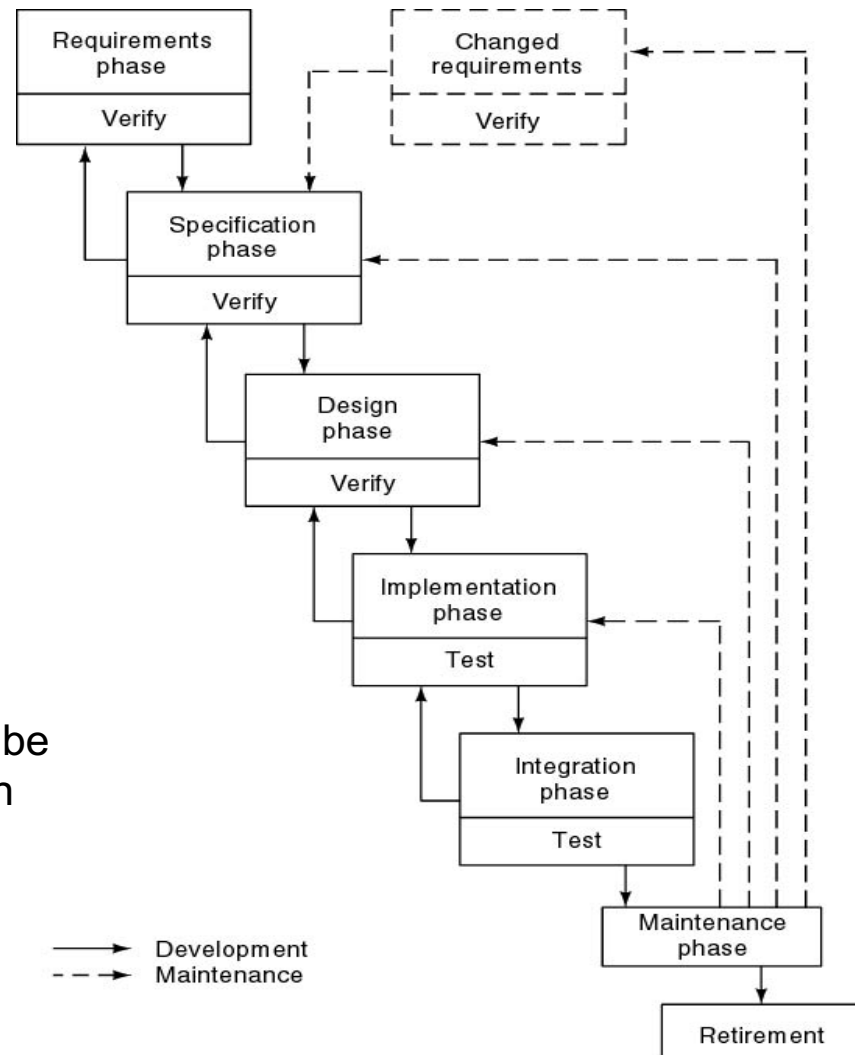 Requirements
phase
Verify
Changed
requirements
Verify
Specification
phase
Verify
Design
phase
Verify
Implementation
phase
Test
be
n
Integration
phase
Test
Maintenance
phase
Development
Maintenance
Retirement